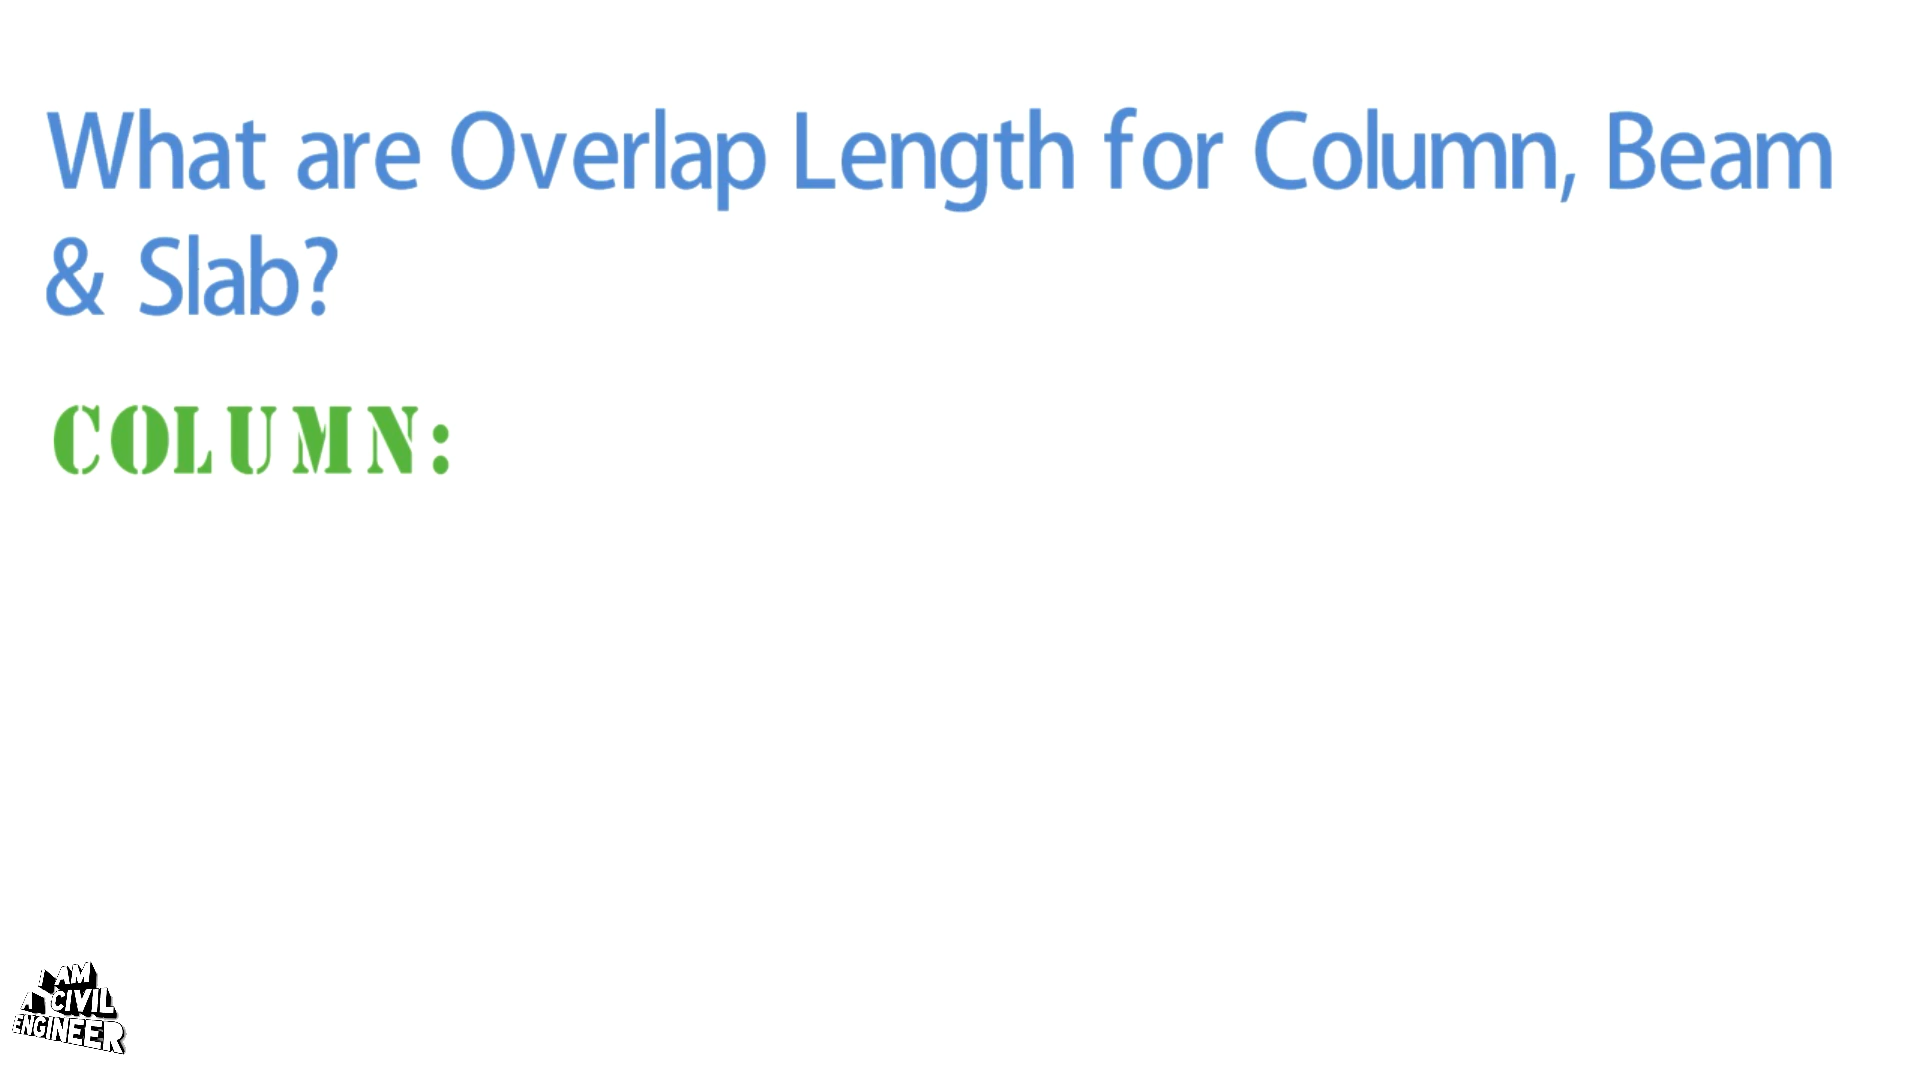 What are Overlap Length for Column, Beam
& Slab?
COLUMN:
I AM
A CIVIL
ENGINEER